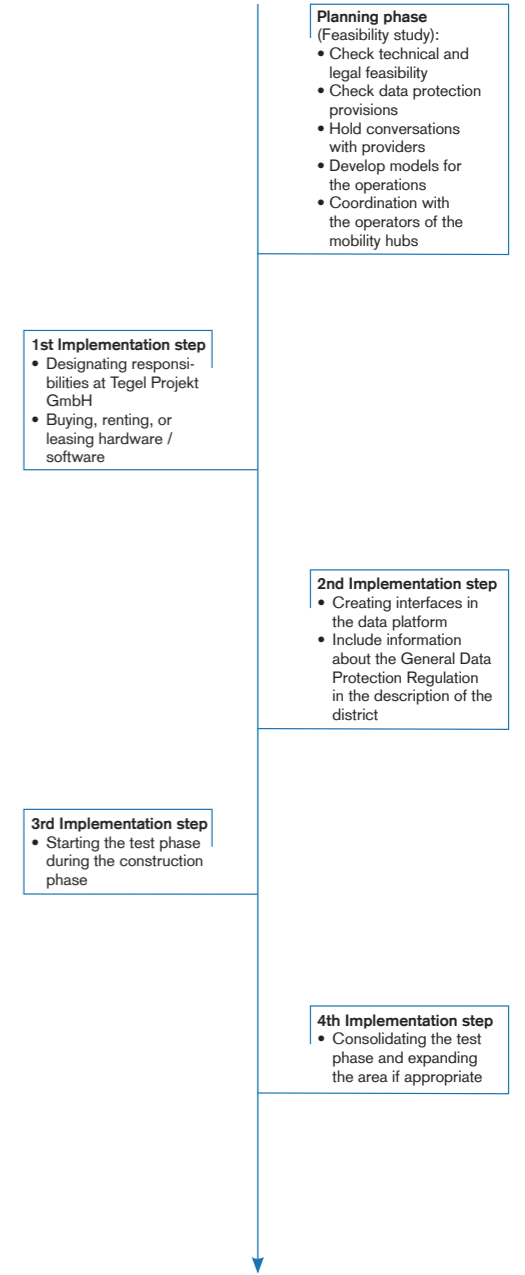 Planning phase
(Feasibility study):
• Check technical and
legal feasibility
• Check data protection
provisions
• Hold conversations
with providers
• Develop models for
the operations
• Coordination with
the operators of the
mobility hubs
1st Implementation step
• Designating responsi-
bilities at Tegel Projekt
GmbH
• Buying, renting, or
leasing hardware /
software
2nd Implementation step
• Creating interfaces in
the data platform
• Include information
about the General Data
Protection Regulation
in the description of the
district
3rd Implementation step
• Starting the test phase
during the construction
phase
4th Implementation step
• Consolidating the test
phase and expanding
the area if appropriate